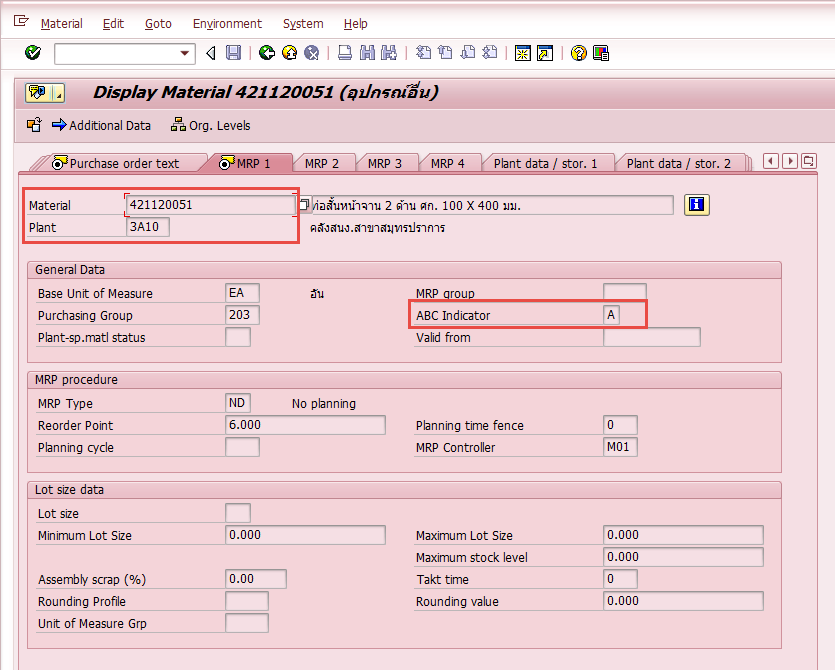 Material Edit Goto Environment System Help
Display Material 421120051 (อุปกรณ์อื่น)
Additional Data Org. Levels
Purchase order text MRP 1 MRP 2 MRP 3 MRP 4 Plant data / stor. 1 Plant data / stor. 2
Material 421120051 ท่อสั้นหน้าจาน 2 ด้าน ศก. 100 X 400 มม.
Plant 3A10 คลังสนง.สาขาสมุทรปราการ
General Data
Base Unit of Measure EA อัน MRP group
Purchasing Group 203 ABC Indicator A
Plant-sp.matl status Valid from
MRP procedure
MRP Type ND No planning
Reorder Point 6.000 Planning time fence 0
Planning cycle MRP Controller M01
Lot size data
Lot size
Minimum Lot Size 0.000 Maximum Lot Size 0.000
Maximum stock level 0.000
Assembly scrap (%) 0.00 Takt time 0
Rounding Profile Rounding value 0.000
Unit of Measure Grp